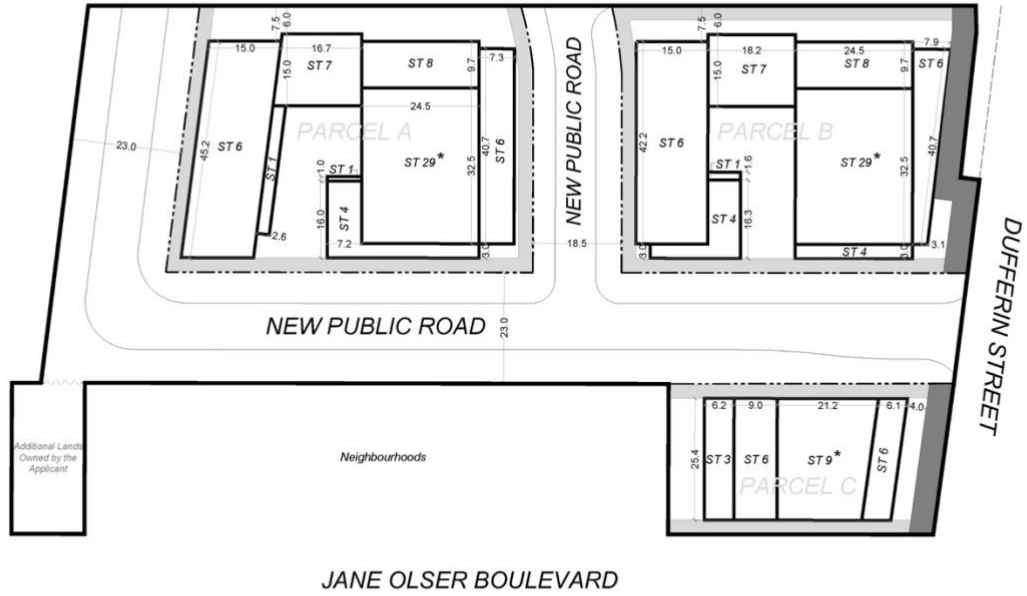 7.5
6.0
15.0
16.7
ST 7
15.0
ST 8
9.7
7.3
24.5
PARCEL A
23.0
45.2
ST 6
ST 1
ST 29*
32.5
40.7
ST 6
1.0
ST 1
ST 4
16.0
7.2
2.6
3.0
NEW PUBLIC ROAD
18.5
7.5
6.0
15.0
18.2
ST 7
15.0
24.5
ST 8
9.7
7.9
ST 6
PARCEL B
42.2
ST 6
ST 1
1.6
ST 29*
32.5
40.7
ST 4
16.3
3.0
ST 4
3.0
3.1
NEW PUBLIC ROAD
23.0
DUFFERIN STREET
6.2
9.0
21.2
6.1
4.0
25.4
ST 3
ST 6
ST 9*
ST 6
PARCEL C
Additional Lands
Owned by the
Applicant
Neighbourhoods
JANE OLSER BOULEVARD